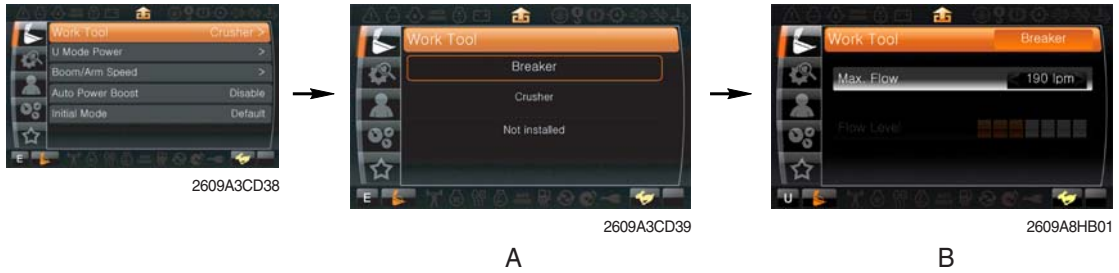 Work Tool Crusher >
U Mode Power >
Boom/Arm Speed >
Auto Power Boost Disable
Initial Mode Default
E
2609A3CD38
Work Tool
Breaker
Crusher
Not installed
E
2609A3CD39
A
Work Tool Breaker
Max. Flow < 190 lpm
Flow Level
U
2609A8HB01
B